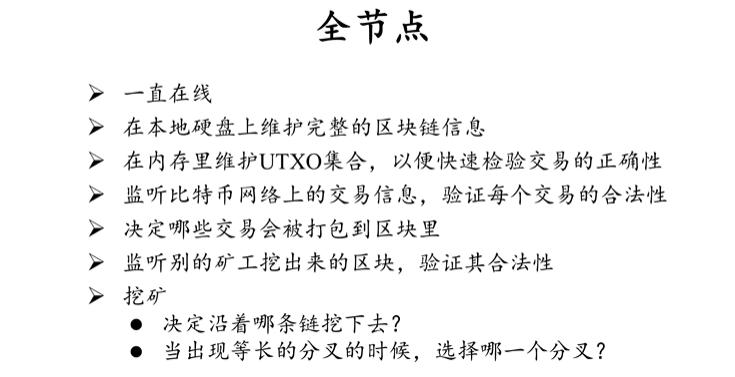 全节点
➢ 一直在线
➢ 在本地硬盘上维护完整的区块链信息
➢ 在内存里维护UTXO集合，以便快速检验交易的正确性
➢ 监听比特币网络上的交易信息，验证每个交易的合法性
➢ 决定哪些交易会被打包到区块里
➢ 监听别的矿工挖出来的区块，验证其合法性
➢ 挖矿
● 决定沿着哪条链挖下去？
● 当出现等长的分叉的时候，选择哪一个分叉？